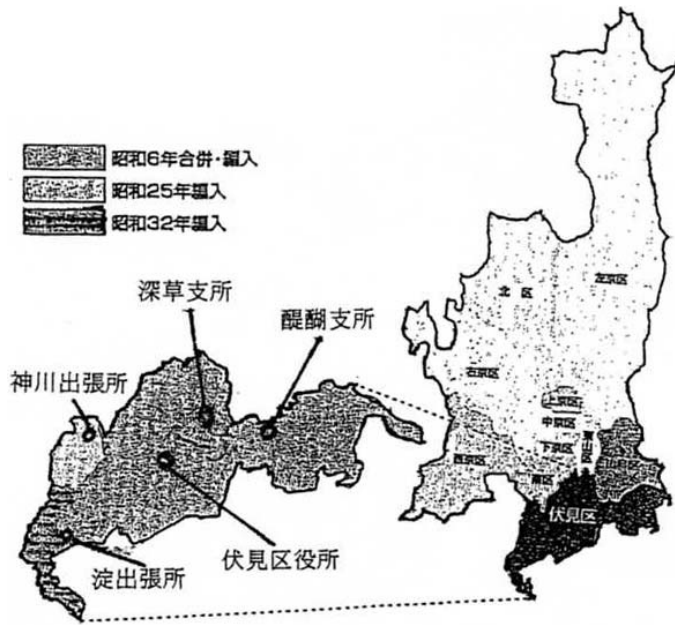 昭和6年合併・編入
昭和25年編入
昭和32年編入
深草支所
醍醐支所
神川出張所
淀出張所
伏見区役所
北区
左京区
右京区
上京区
中京区
下京区
東山区
山科区
西京区
南区
伏見区